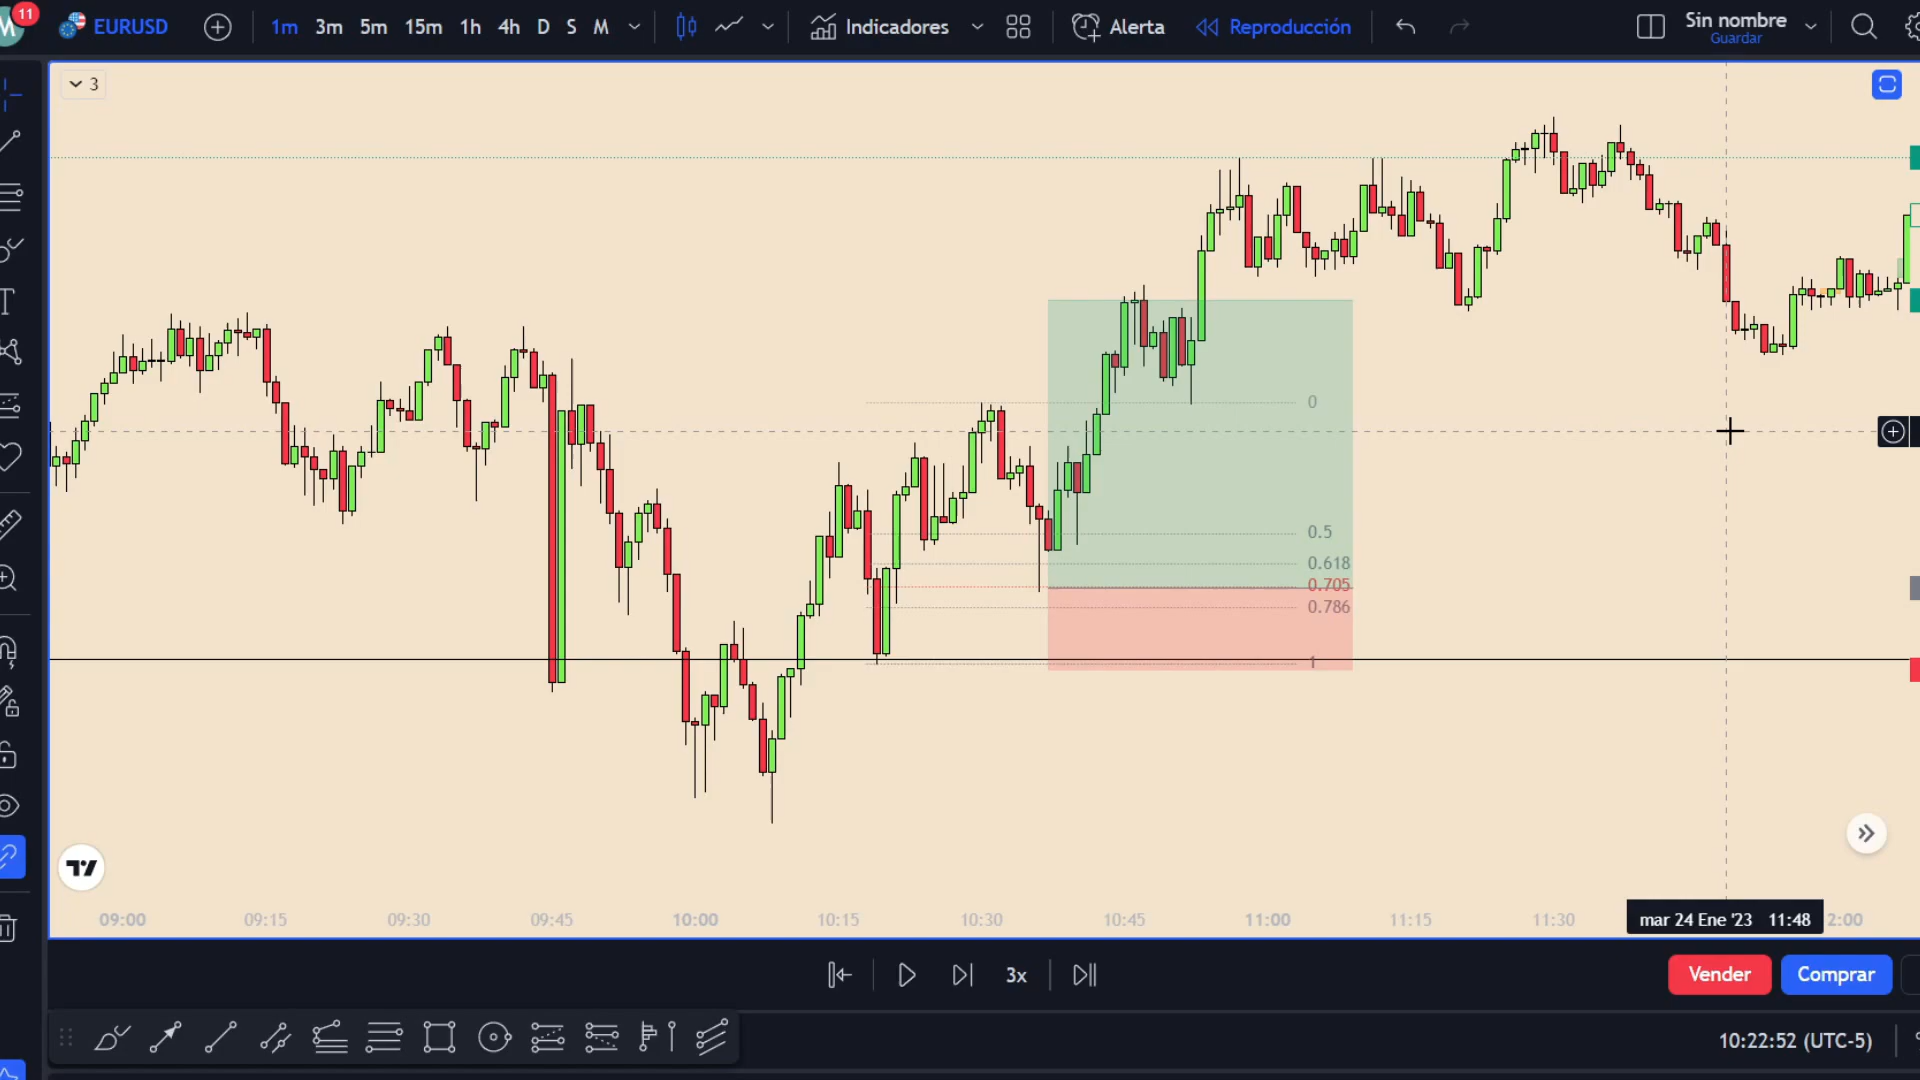 M 11 EURUSD 1m 3m 5m 15m 1h 4h D S M Indicadores Alerta Reproducción Sin nombre
Guardar
3
0
0.5
0.618
0.705
0.786
1
09:00 09:15 09:30 09:45 10:00 10:15 10:30 10:45 11:00 11:15 11:30 mar 24 Ene '23 11:48 2:00
3x Vender Comprar
10:22:52 (UTC-5)